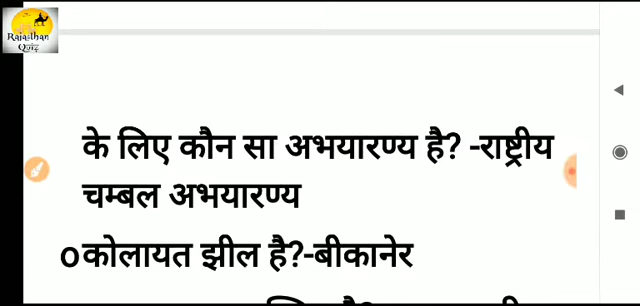 Rajasthan
Quiz
के लिए कौन सा अभयारण्य है? -राष्ट्रीय
चम्बल अभयारण्य
oकोलायत झील है?-बीकानेर